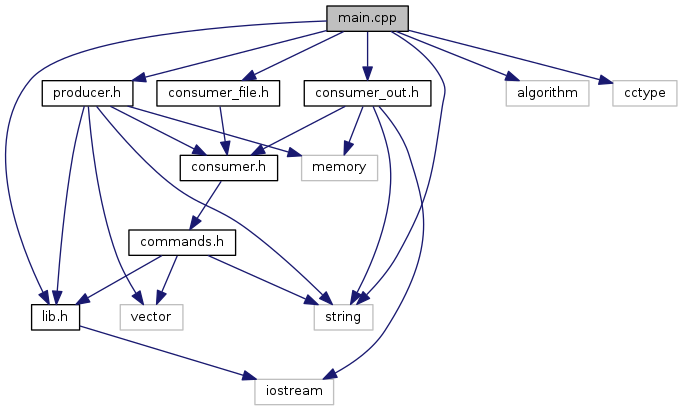 main.cpp
producer.h
consumer_file.h
consumer_out.h
algorithm
cctype
consumer.h
memory
commands.h
lib.h
vector
string
iostream